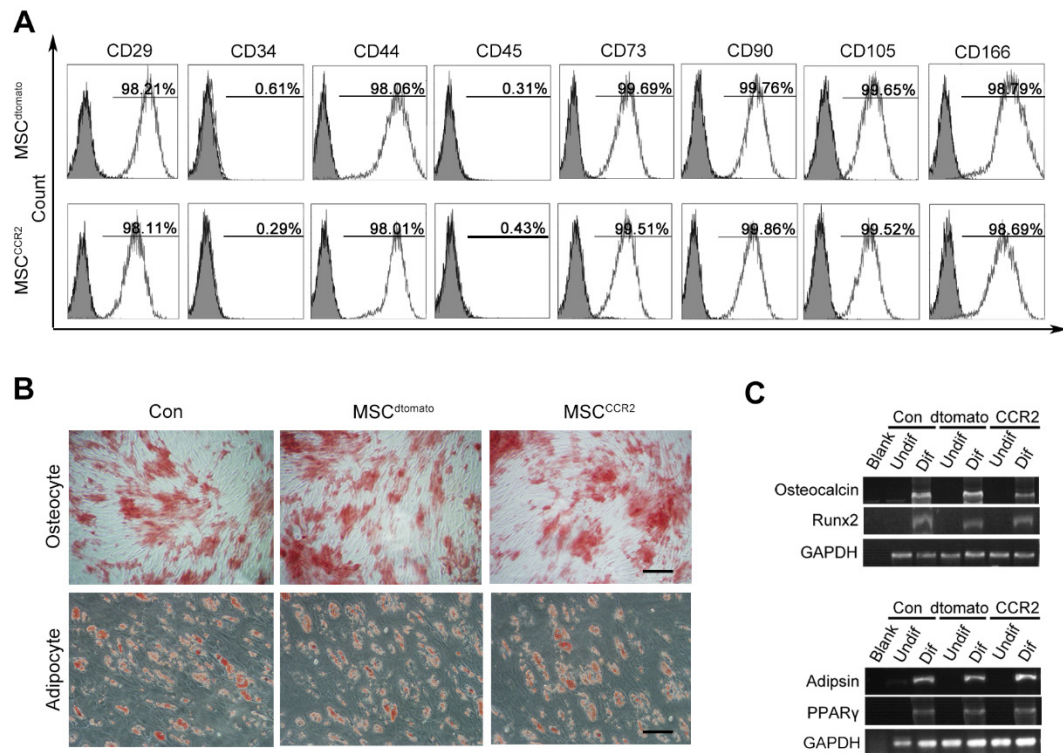 A
CD29 CD34 CD44 CD45 CD73 CD90 CD105 CD166
MSCdtomato
98.21% 0.61% 98.06% 0.31% 99.69% 99.76% 99.65% 98.79%
Count
MSCCCR2
98.11% 0.29% 98.01% 0.43% 99.51% 99.86% 99.52% 98.69%
B
Con MSCdtomato MSCCCR2
Osteocyte
Adipocyte
C
Con dtomato CCR2
Blank Undif Dif Undif Dif Undif Dif
Osteocalcin
Runx2
GAPDH
Con dtomato CCR2
Blank Undif Dif Undif Dif Undif Dif
Adipsin
PPARγ
GAPDH